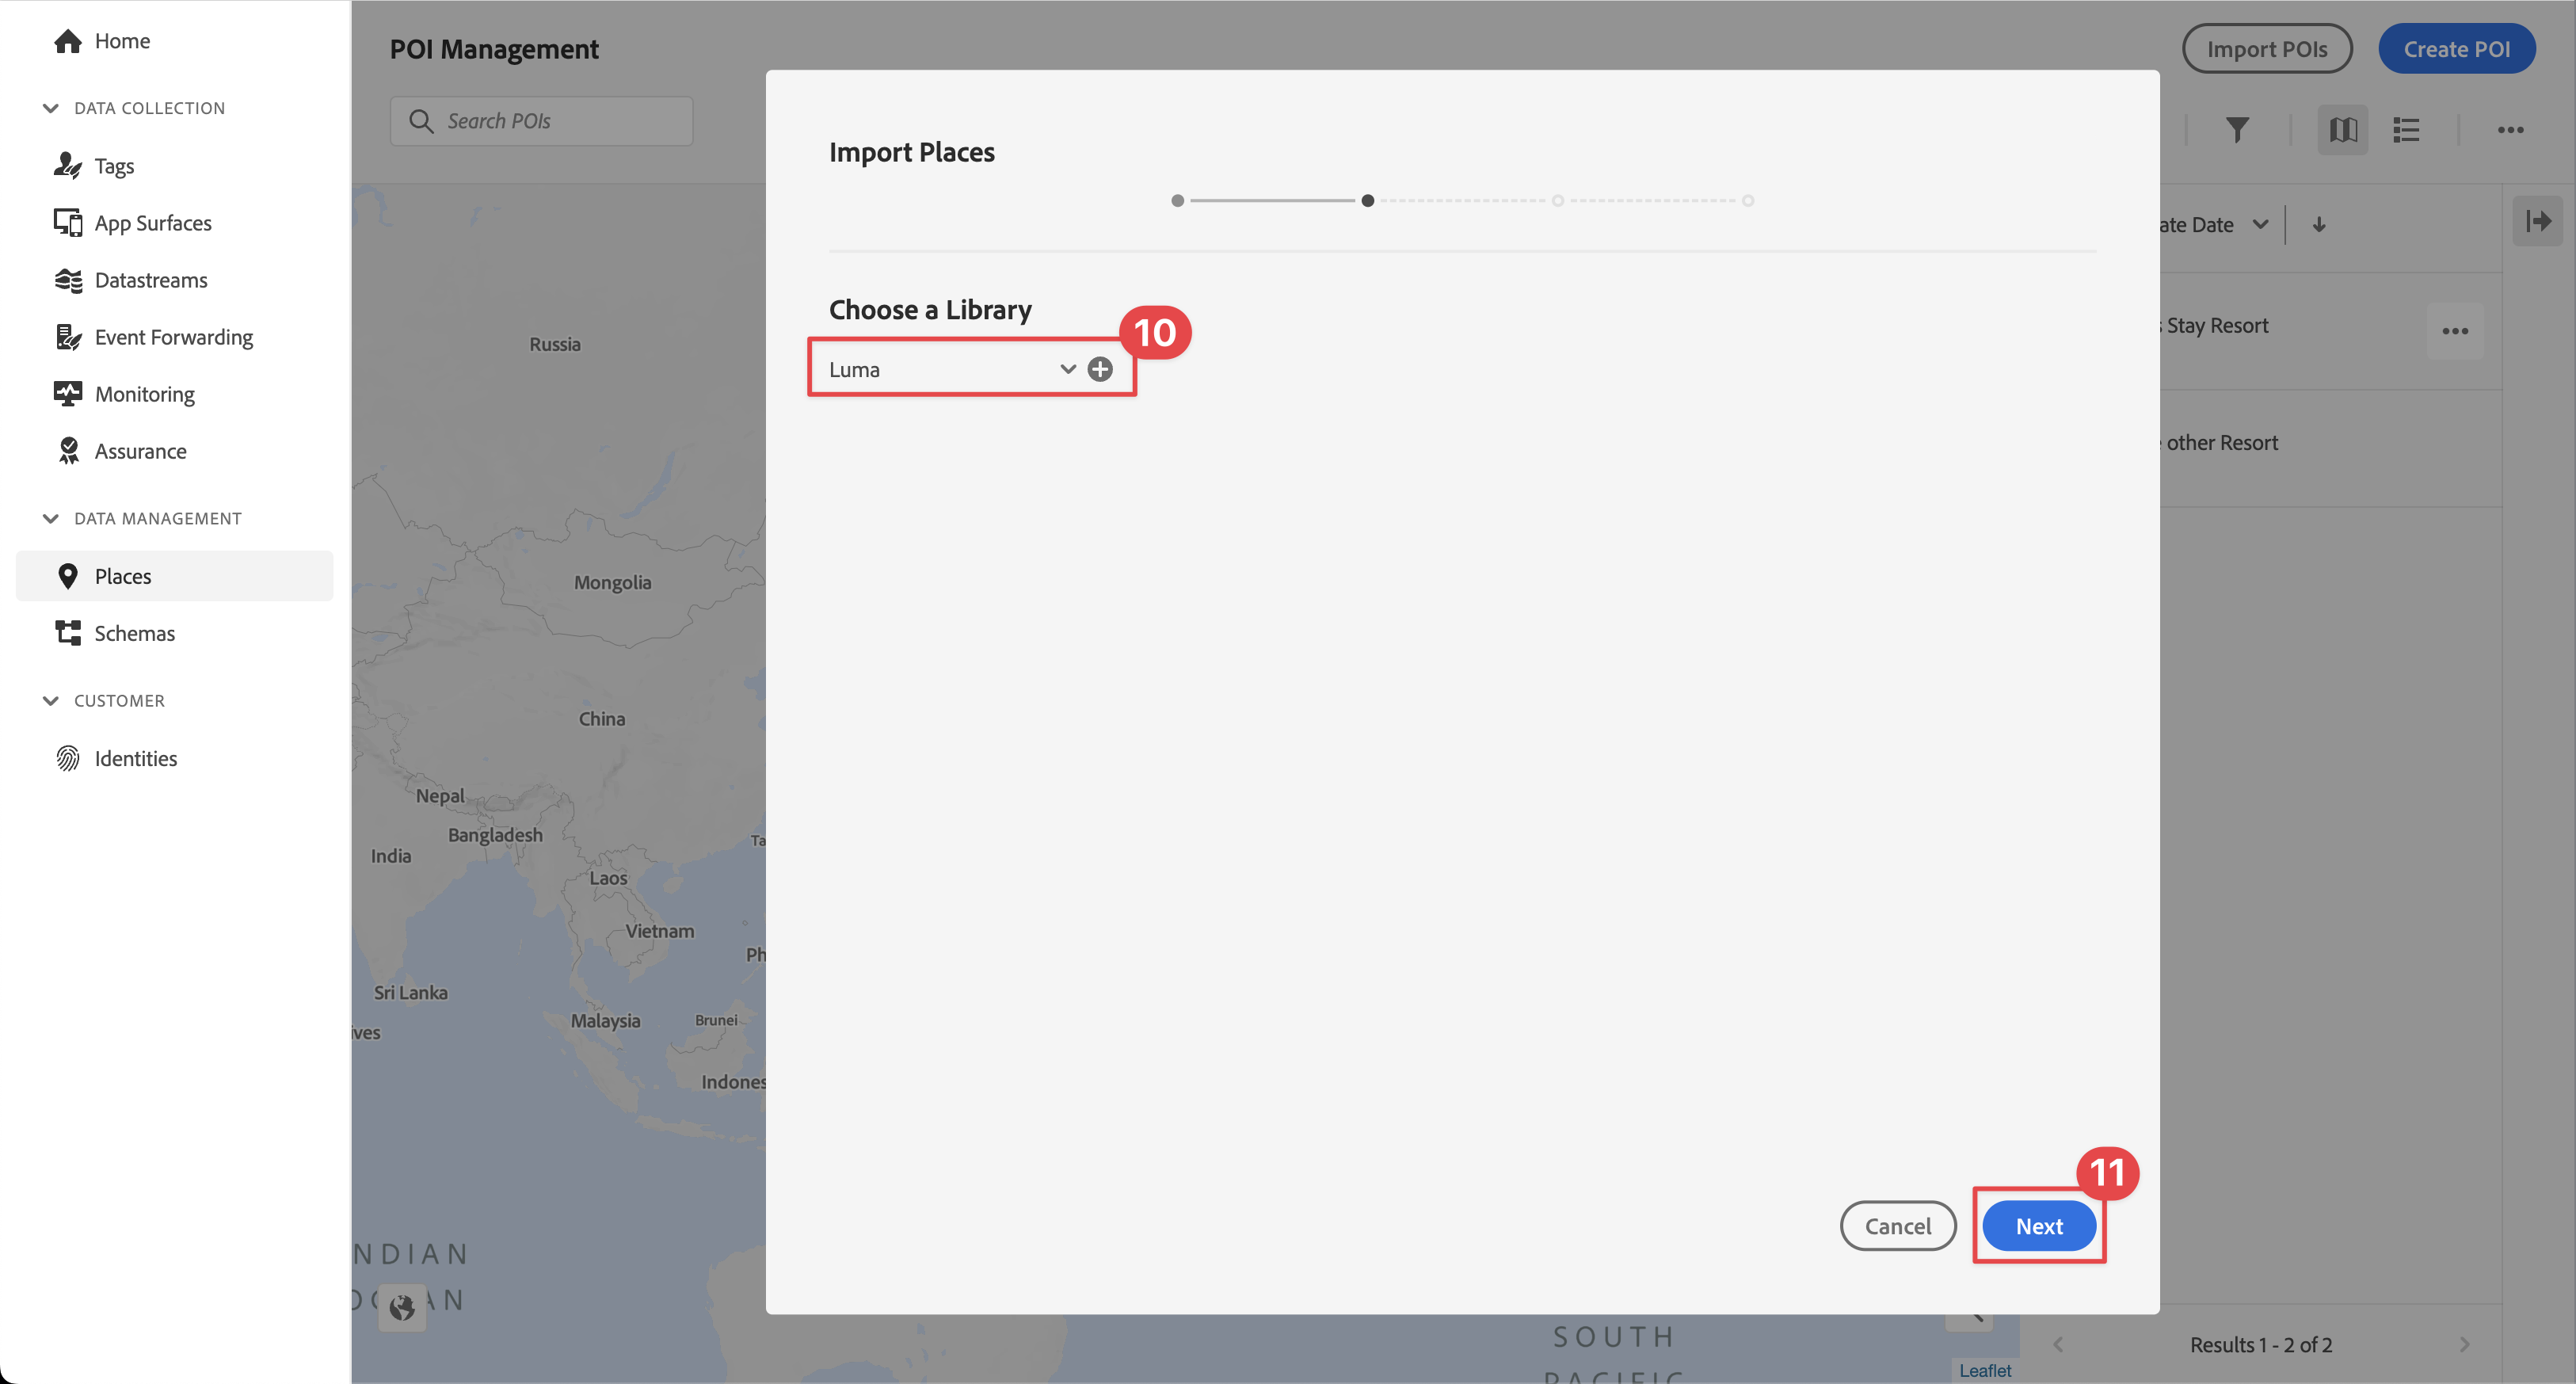 Home
DATA COLLECTION
Tags
App Surfaces
Datastreams
Event Forwarding
Monitoring
Assurance
DATA MANAGEMENT
Places
Schemas
CUSTOMER
Identities
POI Management
Import POIs
Create POI
Search POIs
Import Places
Choose a Library
10
Luma
Cancel
Next
11
ate Date
Stay Resort
other Resort
Results 1 - 2 of 2
Russia
Mongolia
China
Nepal
Bangladesh
India
Ta
Laos
Vietnam
Ph
Sri Lanka
ives
Malaysia
Brunei
Indones
NDIAN
AN
SOUTH
PACIFIC
Leaflet